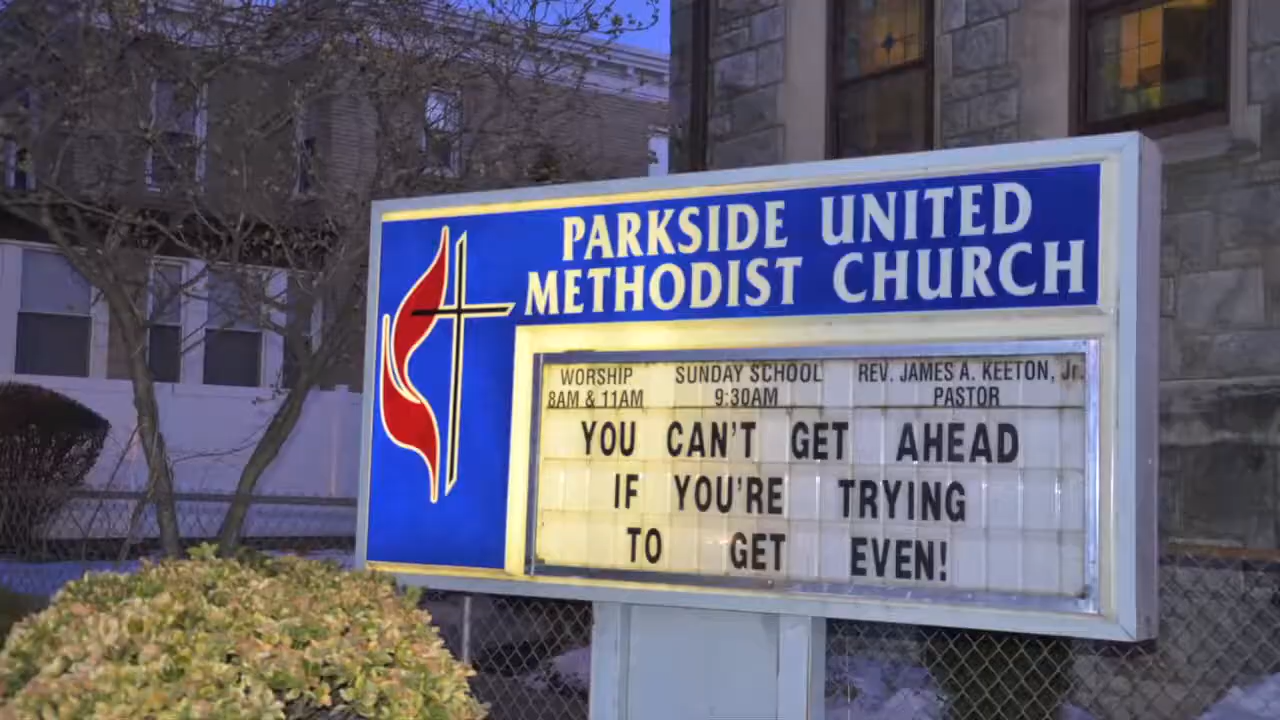 PARKSIDE UNITED
METHODIST CHURCH
WORSHIP
8AM & 11AM
SUNDAY SCHOOL
9:30AM
REV. JAMES A. KEETON, Jr.
PASTOR
YOU CAN'T GET AHEAD
IF YOU'RE TRYING
TO GET EVEN!